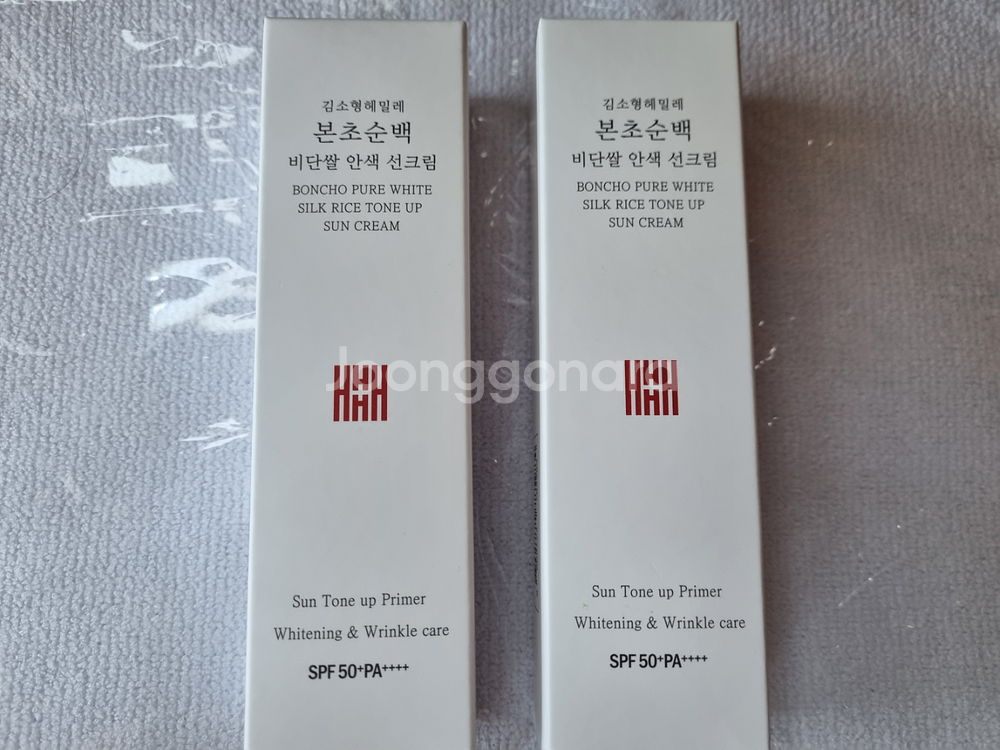 김소형헤밀레
본초순백
비단쌀 안색 선크림
BONCHO PURE WHITE
SILK RICE TONE UP
SUN CREAM
Sun Tone up Primer
Whitening & Wrinkle care
SPF 50+PA++++
김소형헤밀레
본초순백
비단쌀 안색 선크림
BONCHO PURE WHITE
SILK RICE TONE UP
SUN CREAM
Sun Tone up Primer
Whitening & Wrinkle care
SPF 50+PA++++
Joonggonara